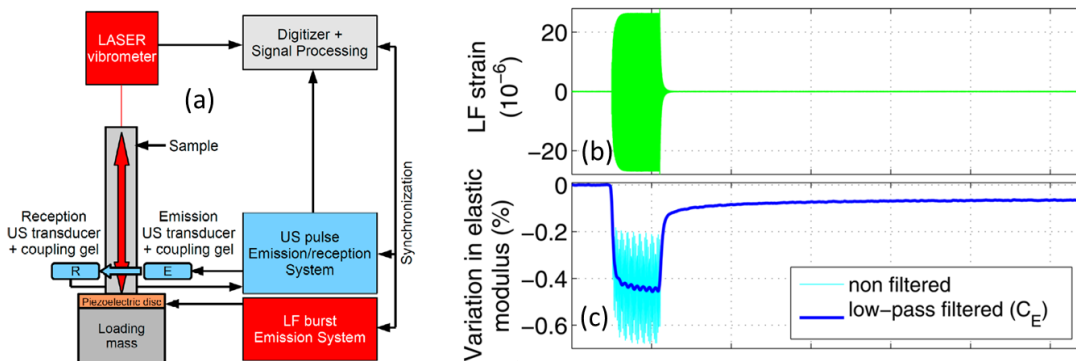 LASER
vibrometer
Digitizer +
Signal Processing
(a)
Sample
Synchronization
Reception
US transducer
+ coupling gel
Emission
US transducer
+ coupling gel
R
E
US pulse
Emission/reception
System
Piezoelectric disc
Loading
mass
LF burst
Emission System
LF strain
(10⁻⁶)
20
0
−20
(b)
Variation in elastic
modulus (%)
0
−0.2
−0.4
−0.6
(c)
non filtered
low−pass filtered (C_E)